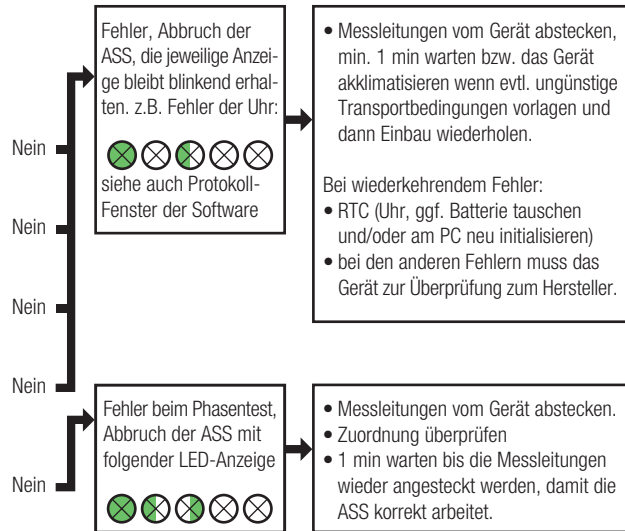 Fehler, Abbruch der
ASS, die jeweilige Anzei-
ge bleibt blinkend erhal-
ten. z.B. Fehler der Uhr:
siehe auch Protokoll-
Fenster der Software
• Messleitungen vom Gerät abstecken,
min. 1 min warten bzw. das Gerät
akklimatisieren wenn evtl. ungünstige
Transportbedingungen vorlagen und
dann Einbau wiederholen.
Bei wiederkehrendem Fehler:
• RTC (Uhr, ggf. Batterie tauschen
und/oder am PC neu initialisieren)
• bei den anderen Fehlern muss das
Gerät zur Überprüfung zum Hersteller.
Nein
Nein
Nein
Nein
Nein
Fehler beim Phasentest,
Abbruch der ASS mit
folgender LED-Anzeige
• Messleitungen vom Gerät abstecken.
• Zuordnung überprüfen
• 1 min warten bis die Messleitungen
wieder angesteckt werden, damit die
ASS korrekt arbeitet.